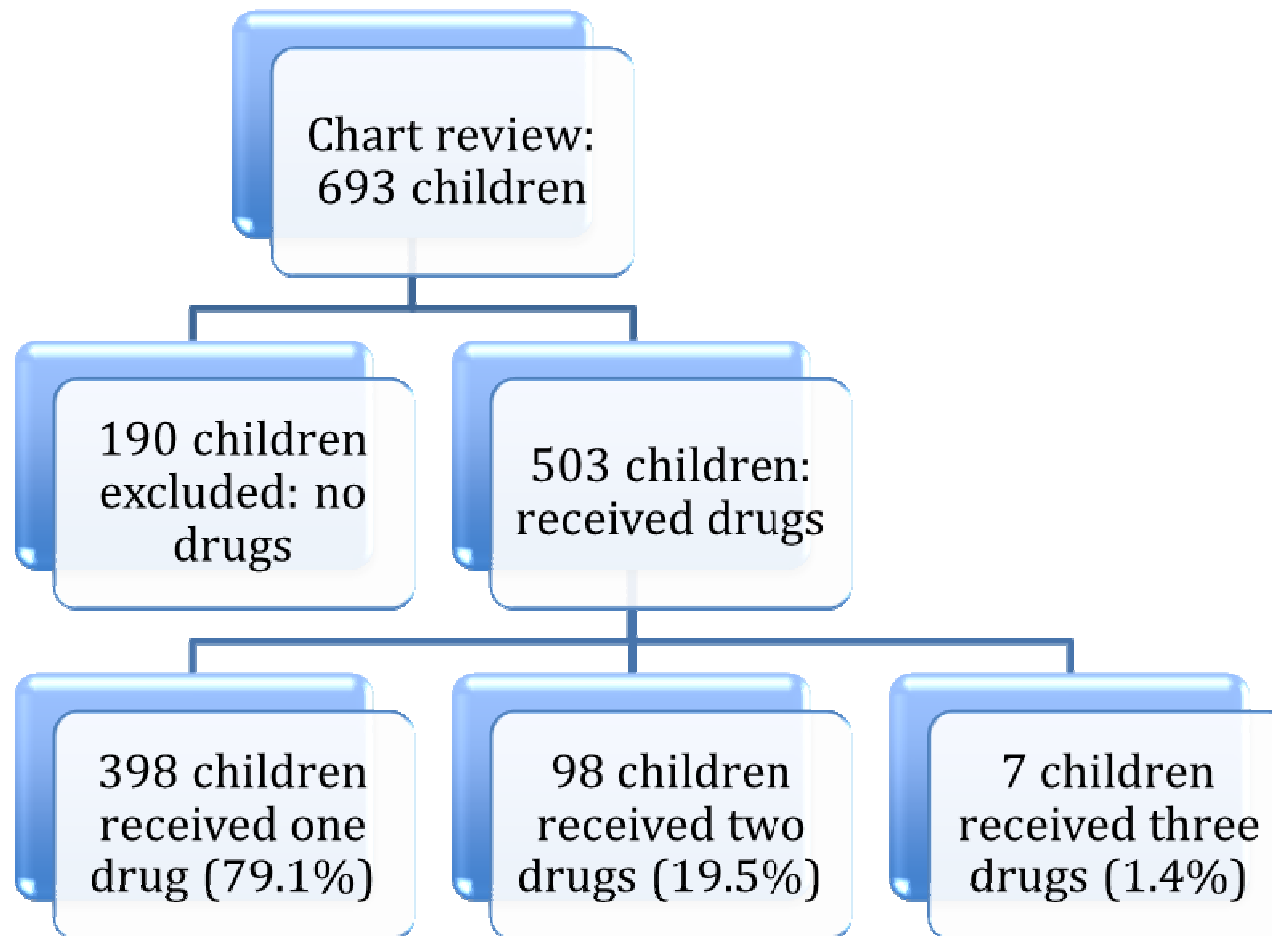 Chart review:
693 children
190 children
excluded: no
drugs
503 children:
received drugs
398 children
received one
drug (79.1%)
98 children
received two
drugs (19.5%)
7 children
received three
drugs (1.4%)